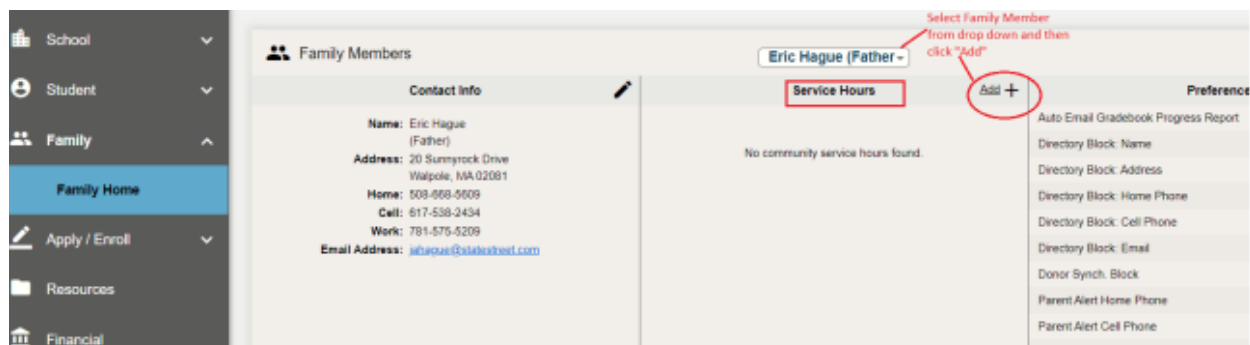 School
Student
Family
Family Home
Apply / Enroll
Resources
Financial
Family Members
Eric Hague (Father
Select Family Member
from drop down and then
click "Add"
Contact Info
Name: Eric Hague
(Father)
Address: 20 Sunnyrock Drive
Walpole, MA 02081
Home: 508-668-5609
Cell: 617-538-2434
Work: 781-575-5209
Email Address: jahague@statestreet.com
Service Hours
Add +
No community service hours found.
Preference
Auto Email Gradebook Progress Report
Directory Block: Name
Directory Block: Address
Directory Block: Home Phone
Directory Block: Cell Phone
Directory Block: Email
Donor Synch. Block
Parent Alert Home Phone
Parent Alert Cell Phone